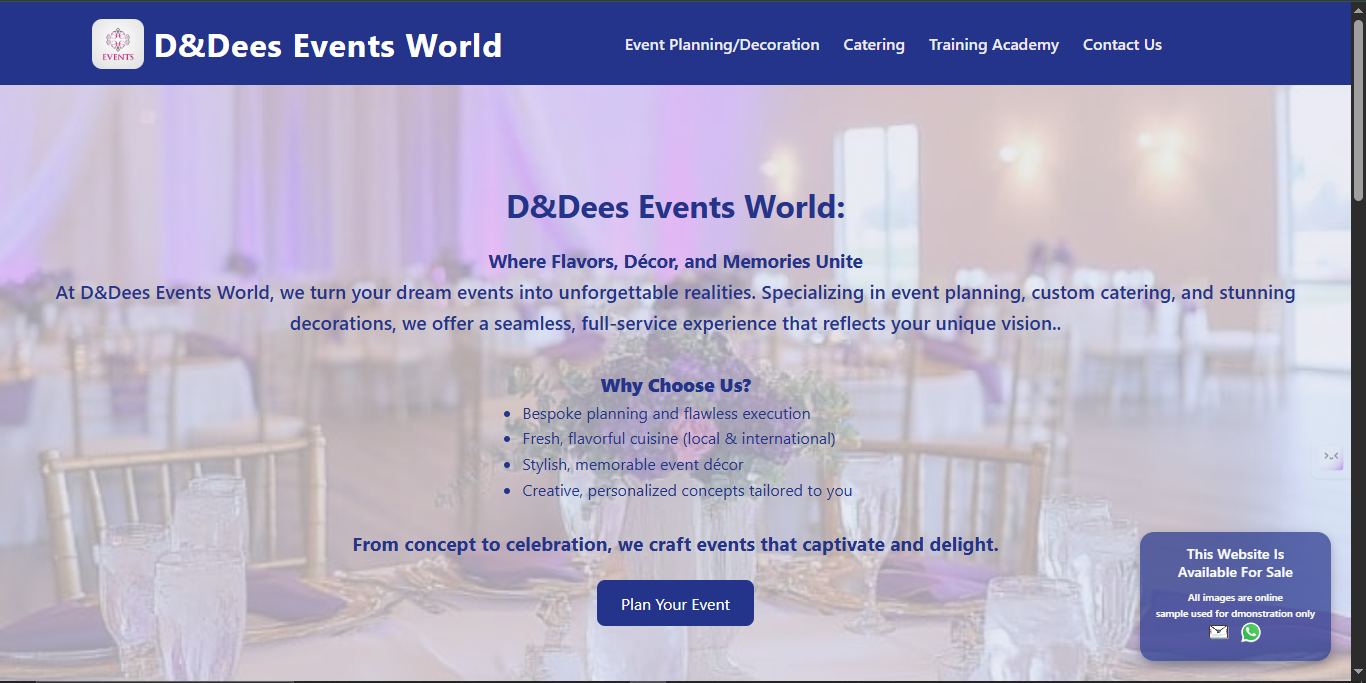 EVENTS
D&Dees Events World
Event Planning/Decoration
Catering
Training Academy
Contact Us
D&Dees Events World:
Where Flavors, Décor, and Memories Unite
At D&Dees Events World, we turn your dream events into unforgettable realities. Specializing in event planning, custom catering, and stunning
decorations, we offer a seamless, full-service experience that reflects your unique vision..
Why Choose Us?
Bespoke planning and flawless execution
Fresh, flavorful cuisine (local & international)
Stylish, memorable event décor
Creative, personalized concepts tailored to you
From concept to celebration, we craft events that captivate and delight.
Plan Your Event
This Website Is
Available For Sale
All images are online
sample used for dmonstration only